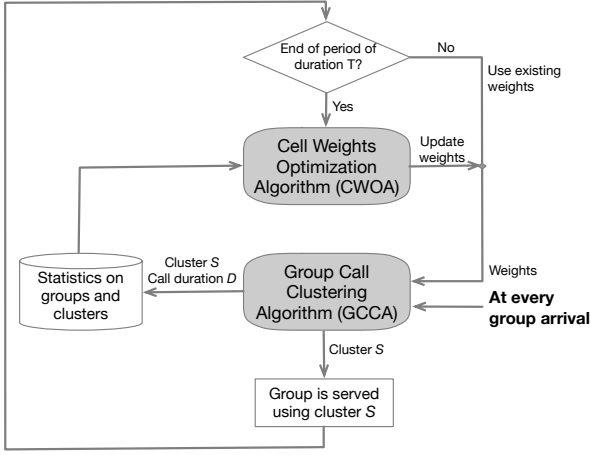 End of period of
duration T?
No
Use existing
weights
Yes
Cell Weights
Optimization
Algorithm (CWOA)
Update
weights
Statistics on
groups and
clusters
Cluster S
Call duration D
Group Call
Clustering
Algorithm (GCCA)
Weights
At every
group arrival
Cluster S
Group is served
using cluster S